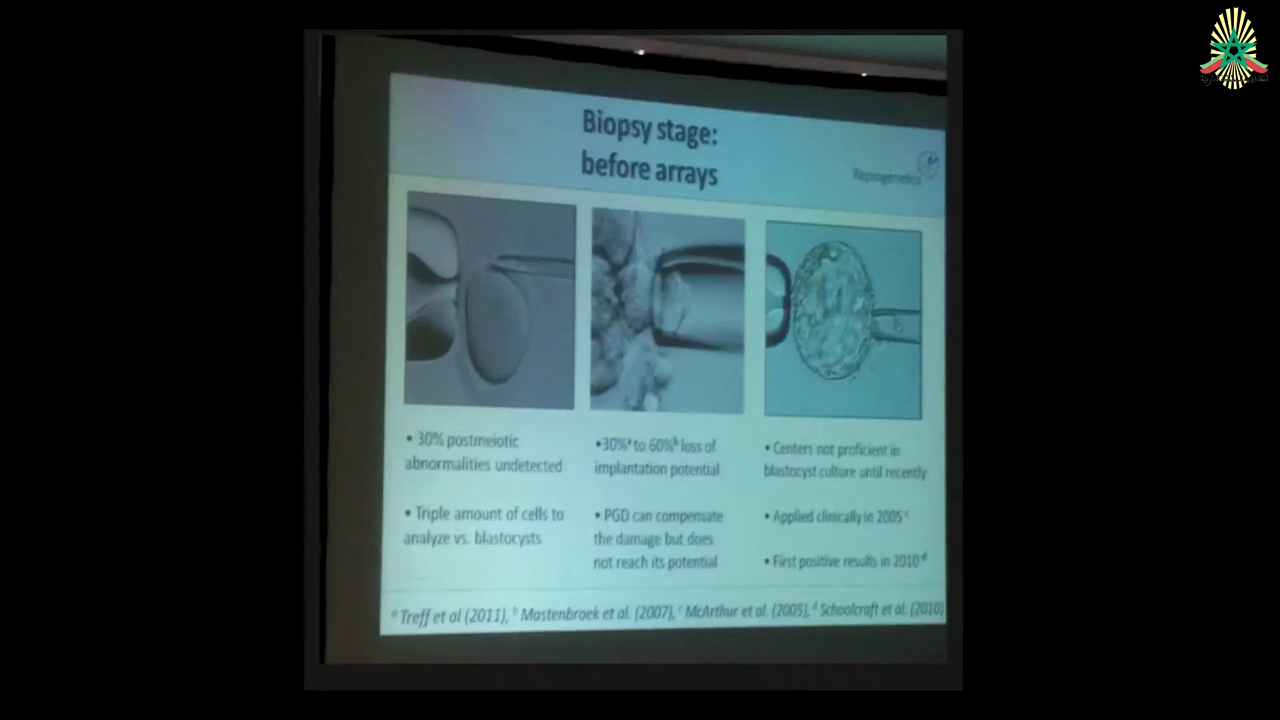 Biopsy stage:
before arrays
Reprogenetics
• 30% postmeiotic
abnormalities undetected
• Triple amount of cells to
analyze vs. blastocysts
•30%ᵃ to 60%ᵇ loss of
implantation potential
• PGD can compensate
the damage but does
not reach its potential
• Centers not proficient in
blastocyst culture until recently
• Applied clinically in 2005 ᶜ
• First positive results in 2010 ᵈ
ᵃ Treff et al (2011), ᵇ Mastenbroek et al. (2007), ᶜ McArthur et al. (2005), ᵈ Schoolcraft et al. (2010)